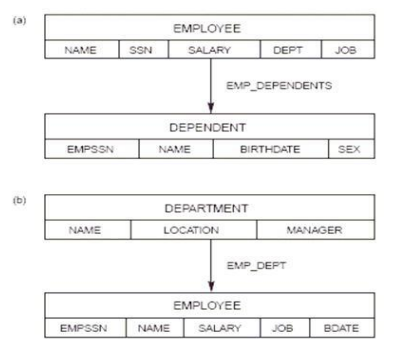 (a)
EMPLOYEE
NAME SSN SALARY DEPT JOB
EMP_DEPENDENTS
DEPENDENT
EMPSSN NAME BIRTHDATE SEX
(b)
DEPARTMENT
NAME LOCATION MANAGER
EMP_DEPT
EMPLOYEE
EMPSSN NAME SALARY JOB BDATE